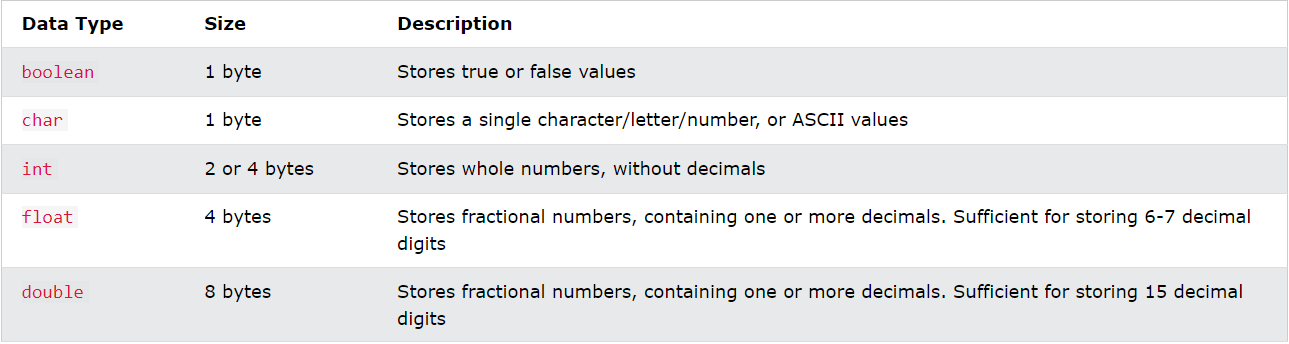 Data Type Size Description
boolean 1 byte Stores true or false values
char 1 byte Stores a single character/letter/number, or ASCII values
int 2 or 4 bytes Stores whole numbers, without decimals
float 4 bytes Stores fractional numbers, containing one or more decimals. Sufficient for storing 6-7 decimal
digits
double 8 bytes Stores fractional numbers, containing one or more decimals. Sufficient for storing 15 decimal
digits